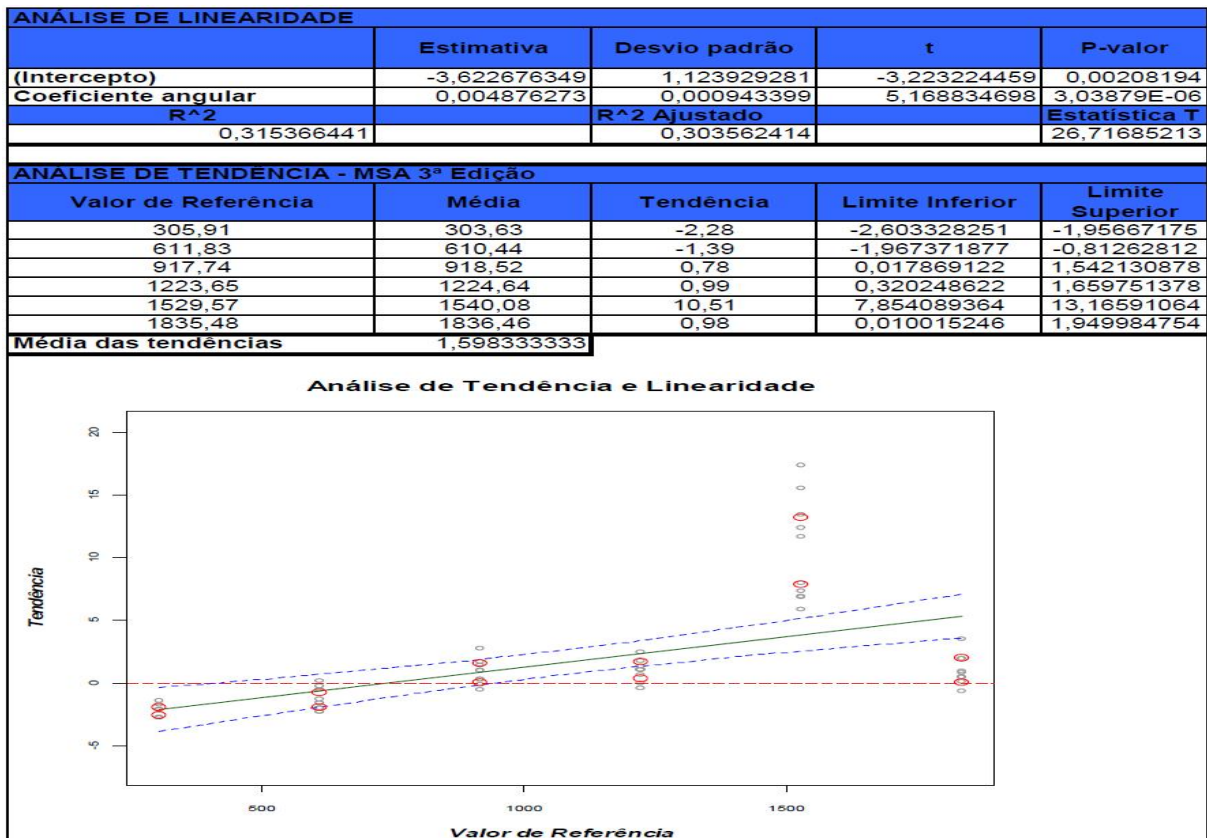 ANÁLISE DE LINEARIDADE
Estimativa Desvio padrão t P-valor
(Intercepto) -3,622676349 1,123929281 -3,223224459 0,00208194
Coeficiente angular 0,004876273 0,000943399 5,168834698 3,03879E-06
R^2 R^2 Ajustado Estatística T
0,315366441 0,303562414 26,71685213
ANÁLISE DE TENDÊNCIA - MSA 3ª Edição
Valor de Referência Média Tendência Limite Inferior Limite Superior
305,91 303,63 -2,28 -2,603328251 -1,95667175
611,83 610,44 -1,39 -1,967371877 -0,81262812
917,74 918,52 0,78 0,017869122 1,542130878
1223,65 1224,64 0,99 0,320248622 1,659751378
1529,57 1540,08 10,51 7,854089364 13,16591064
1835,48 1836,46 0,98 0,010015246 1,949984754
Média das tendências 1,598333333
Análise de Tendência e Linearidade
20
15
10
5
0
-5
Tendência
500 1000 1500
Valor de Referência